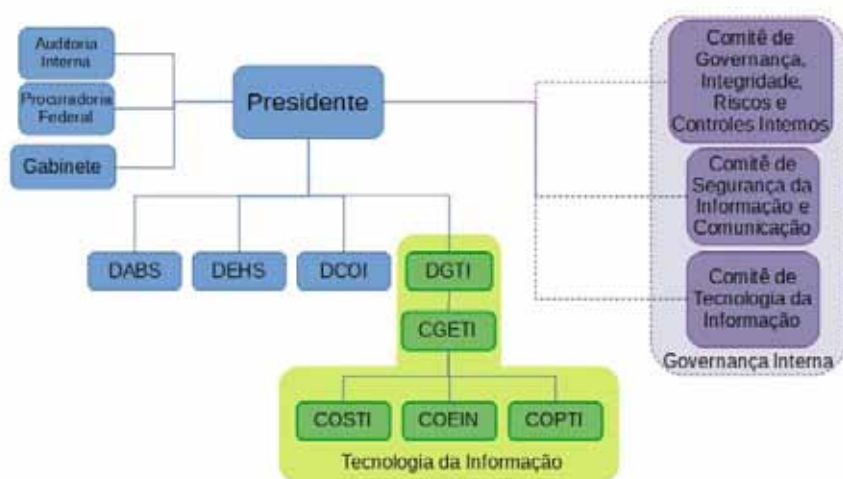 Auditoria
Interna
Procuradoria
Federal
Gabinete
Presidente
Comitê de
Governança,
Integridade,
Riscos e
Controles Internos
Comitê de
Segurança da
Informação e
Comunicação
Comitê de
Tecnologia da
Informação
Governança Interna
DABS
DEHS
DCOI
DGTI
CGETI
COSTI
COEIN
COPTI
Tecnologia da Informação